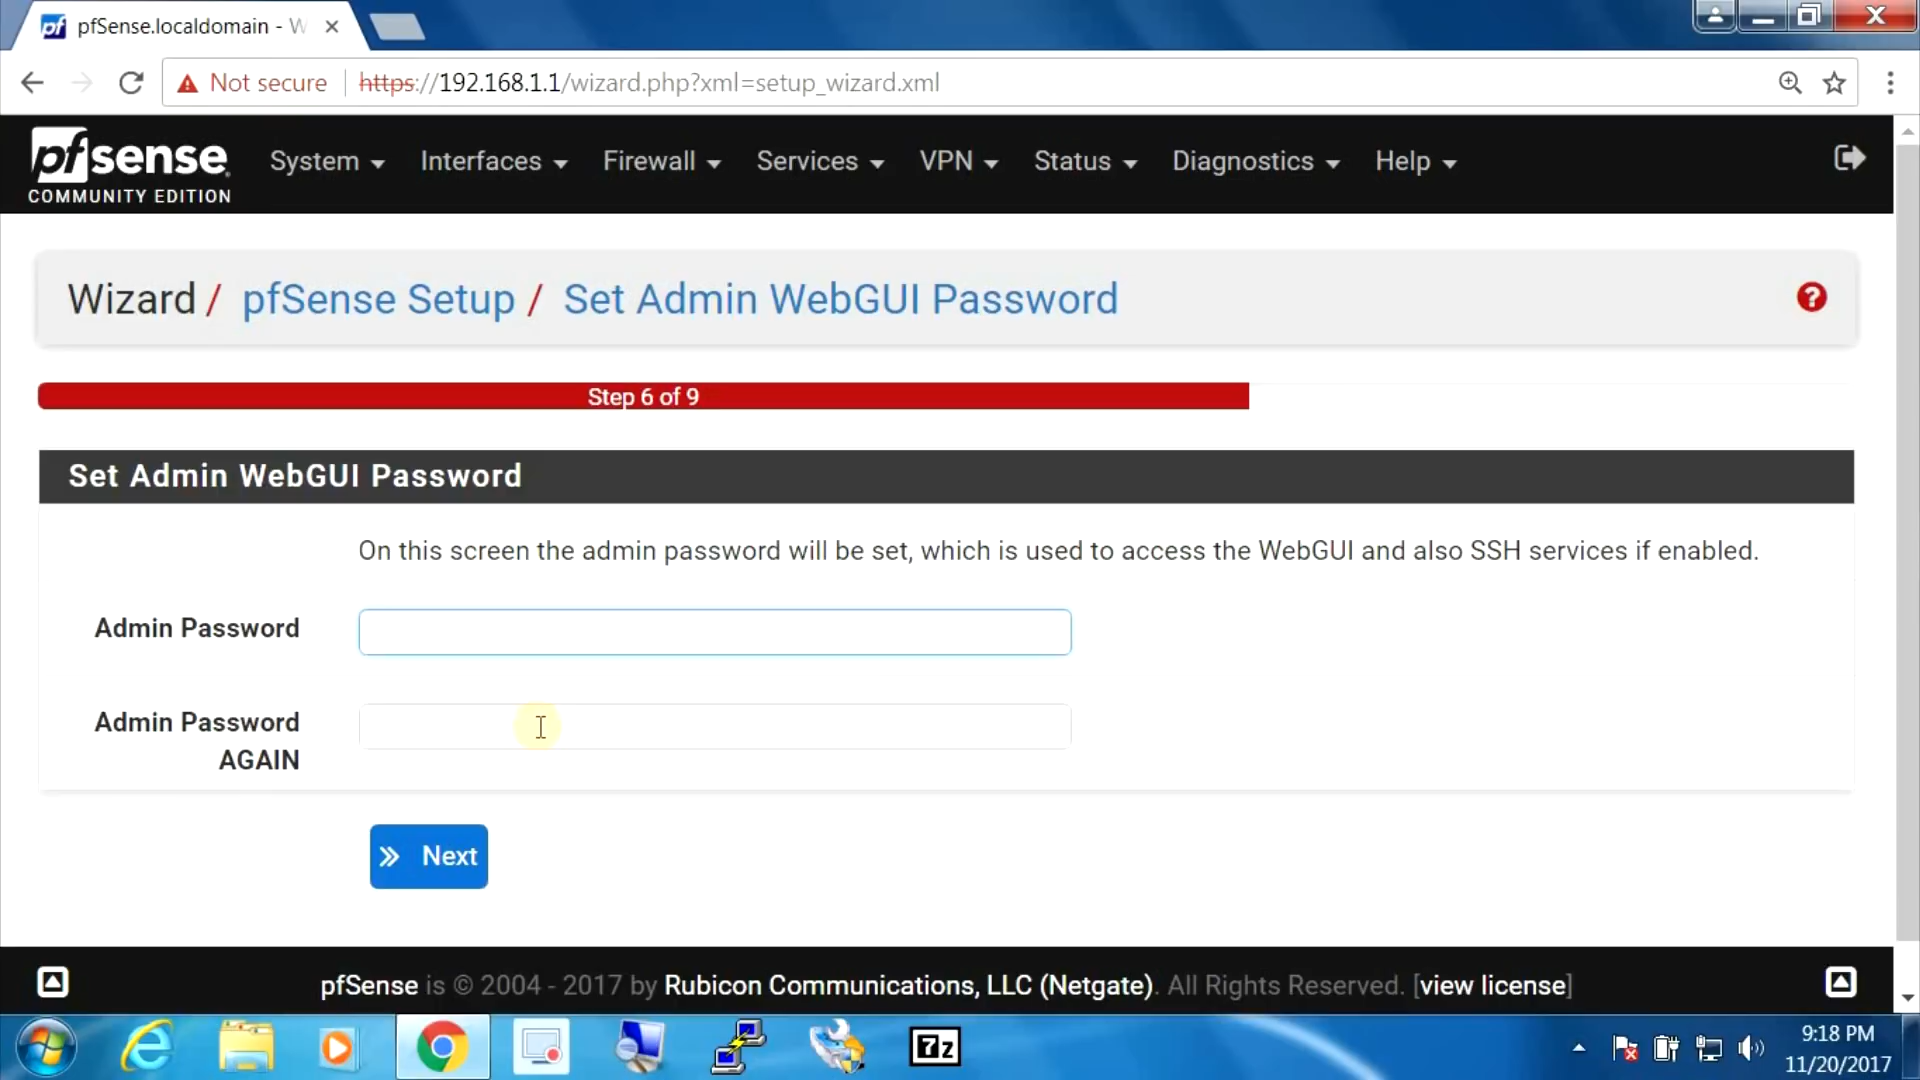 pfSense.localdomain - W
Not secure
https://192.168.1.1/wizard.php?xml=setup_wizard.xml
pfsense
COMMUNITY EDITION
System
Interfaces
Firewall
Services
VPN
Status
Diagnostics
Help
Wizard / pfSense Setup / Set Admin WebGUI Password
Step 6 of 9
Set Admin WebGUI Password
On this screen the admin password will be set, which is used to access the WebGUI and also SSH services if enabled.
Admin Password
Admin Password
AGAIN
Next
pfSense is © 2004 - 2017 by Rubicon Communications, LLC (Netgate). All Rights Reserved. [view license]
7z
9:18 PM
11/20/2017